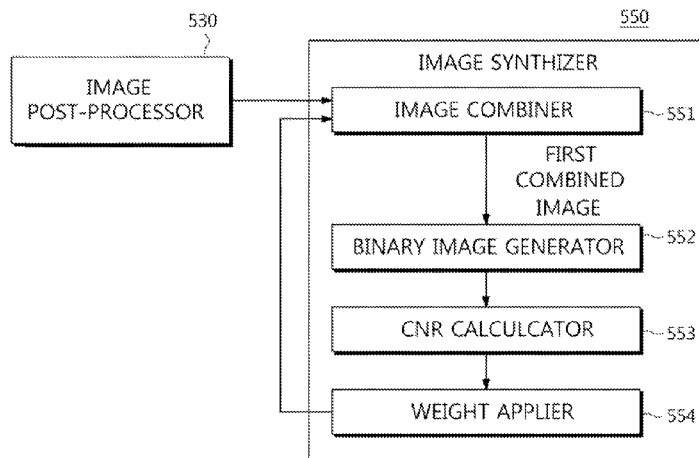 530
550
IMAGE
POST-PROCESSOR
IMAGE SYNTHIZER
IMAGE COMBINER
551
FIRST
COMBINED
IMAGE
BINARY IMAGE GENERATOR
552
CNR CALCULCATOR
553
WEIGHT APPLIER
554